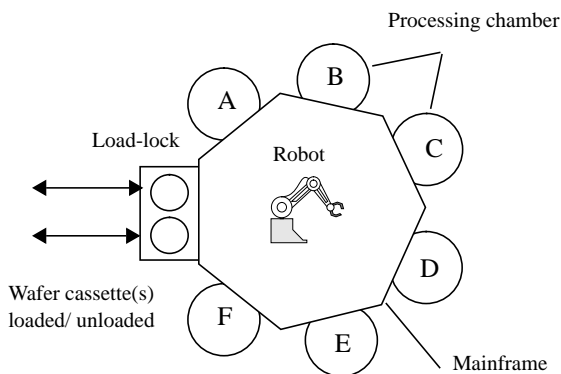 Processing chamber
A
B
C
Load-lock
Robot
D
Wafer cassette(s)
loaded/ unloaded
F
E
Mainframe